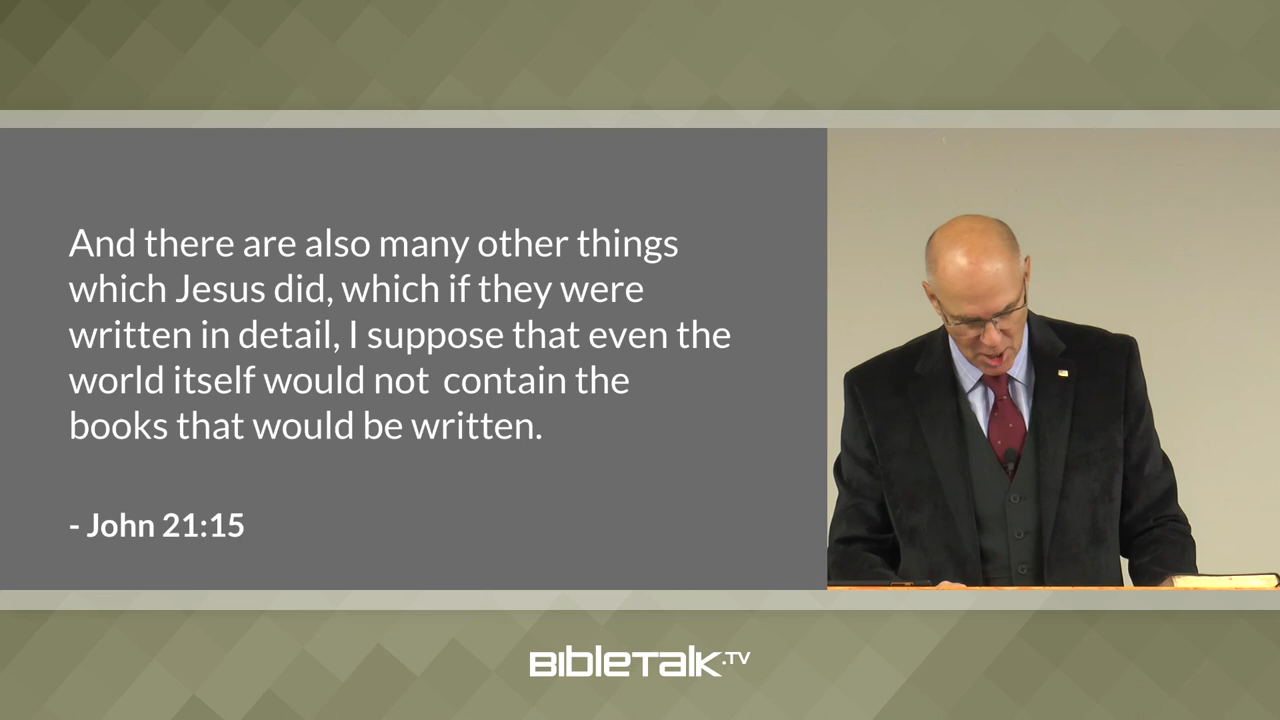 And there are also many other things
which Jesus did, which if they were
written in detail, I suppose that even the
world itself would not  contain the
books that would be written.
- John 21:15
BIBLETALK.TV